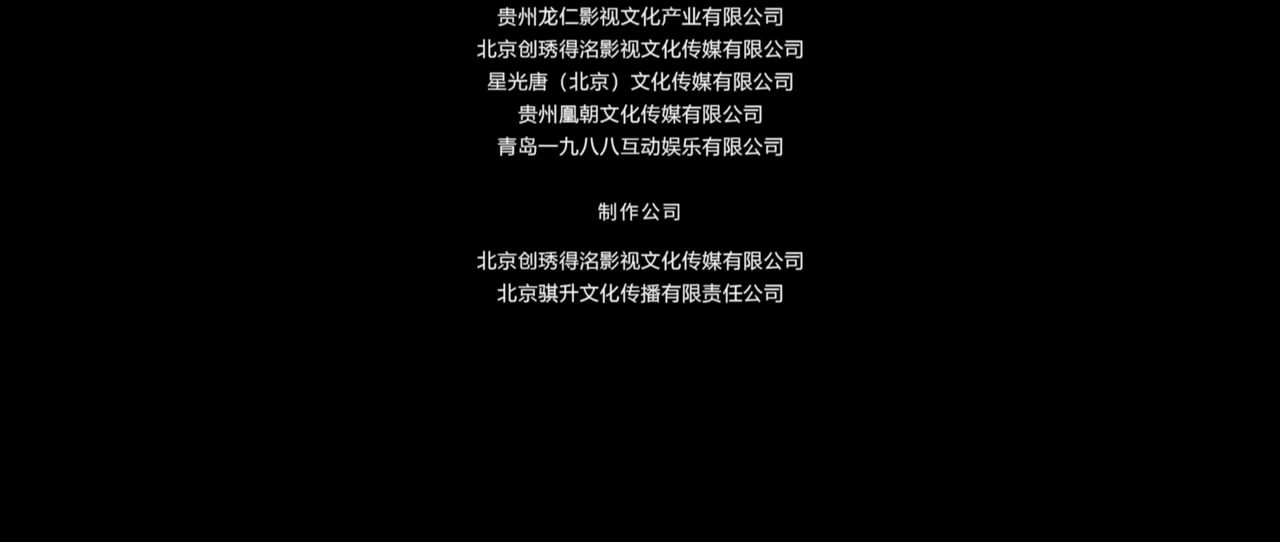 贵州龙仁影视文化产业有限公司
北京创琇得洺影视文化传媒有限公司
星光唐（北京）文化传媒有限公司
贵州凰朝文化传媒有限公司
青岛一九八八互动娱乐有限公司
制作公司
北京创琇得洺影视文化传媒有限公司
北京骐升文化传播有限责任公司